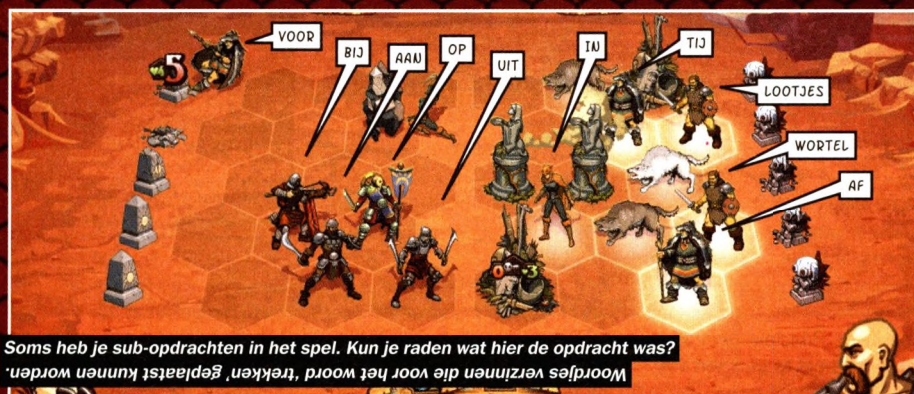 VOOR
BIJ
AAN
OP
UIT
IN
TIJ
LOOTJES
WORTEL
AF
5
3
Soms heb je sub-opdrachten in het spel. Kun je raden wat hier de opdracht was?
Woordjes verzinnen die voor het woord ‚trekken’ geplaatst kunnen worden.